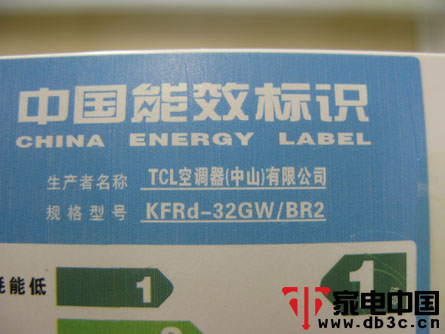 中国能效标识
CHINA ENERGY LABEL
生产者名称 TCL空调器(中山)有限公司
规格型号 KFRd-32GW/BR2
耗能低 1 1
家电中国
www.db3c.cn